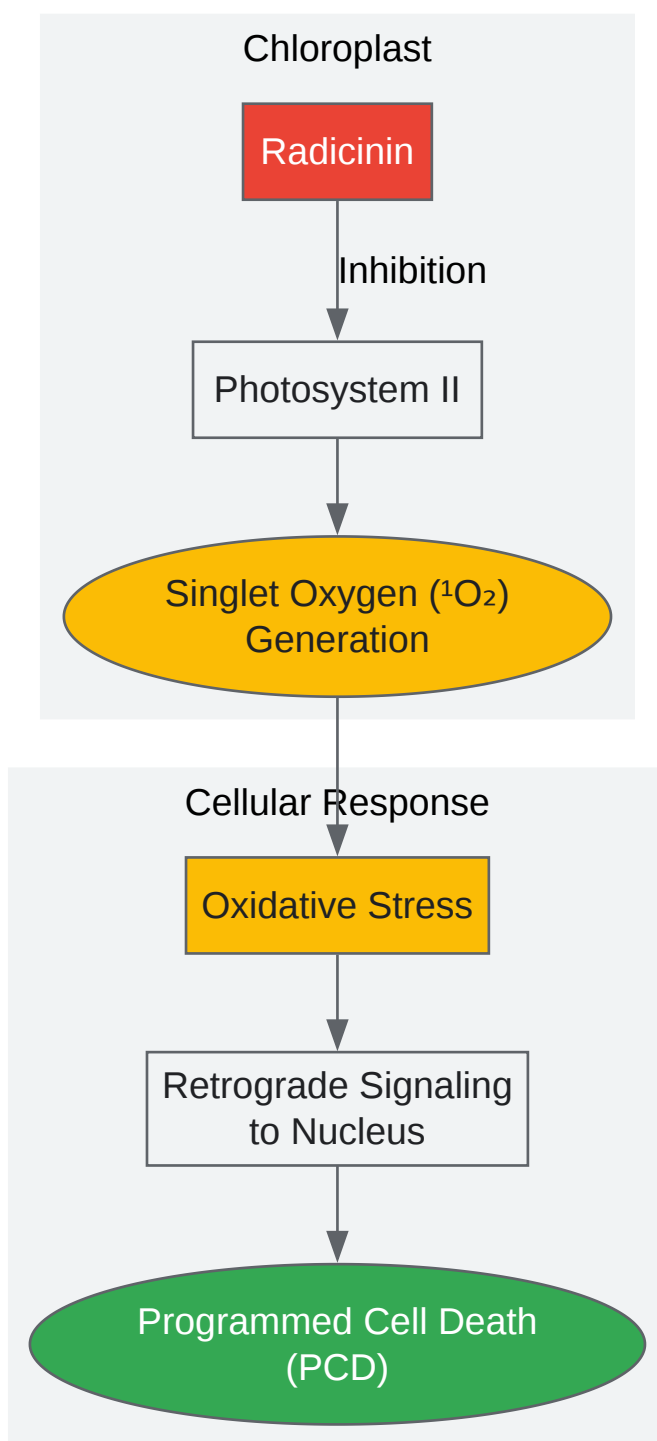 Chloroplast
Radicinin
Inhibition
Photosystem II
Singlet Oxygen (¹O₂)
Generation
Cellular Response
Oxidative Stress
Retrograde Signaling
to Nucleus
Programmed Cell Death
(PCD)